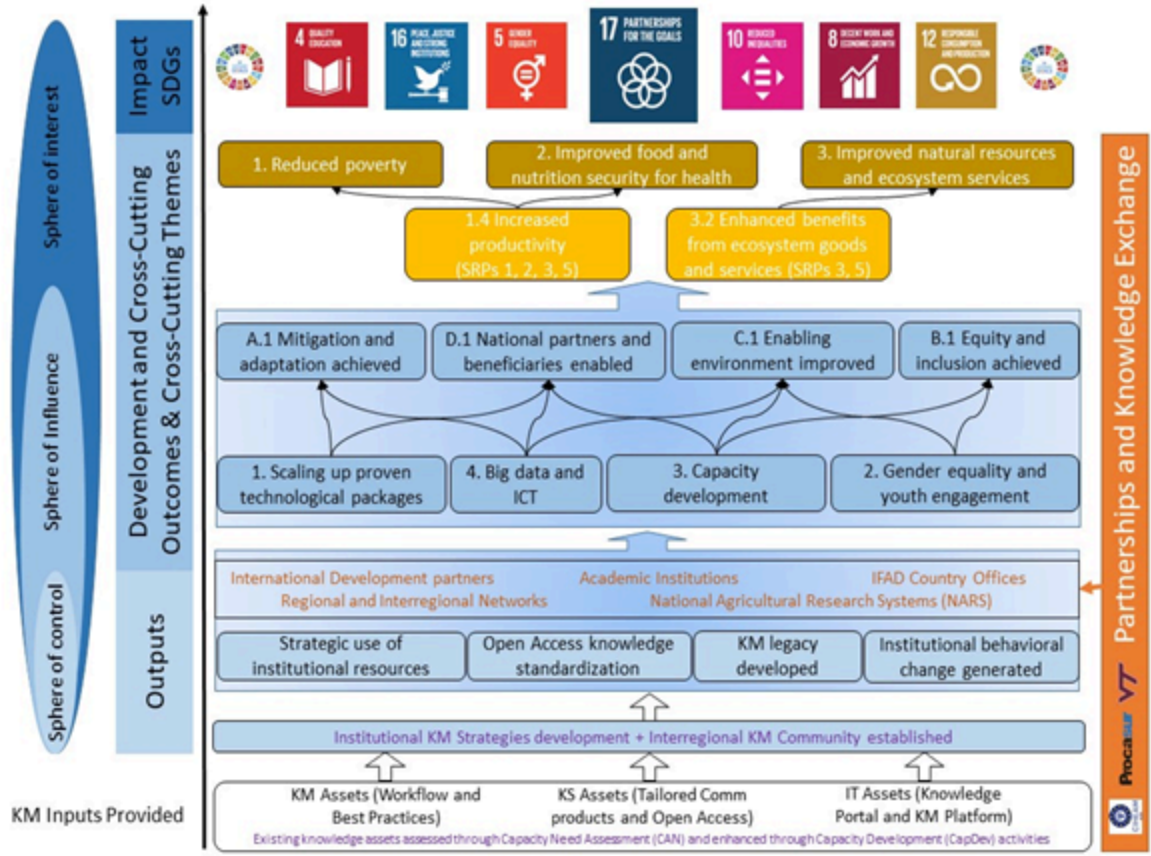 4 QUALITY EDUCATION
16 PEACE, JUSTICE AND STRONG INSTITUTIONS
5 GENDER EQUALITY
17 PARTNERSHIPS FOR THE GOALS
10 REDUCED INEQUALITIES
8 DECENT WORK AND ECONOMIC GROWTH
12 RESPONSIBLE CONSUMPTION AND PRODUCTION
Impact
SDGs
Sphere of interest
Sphere of Influence
Sphere of control
Development and Cross-Cutting
Outcomes & Cross-Cutting Themes
Outputs
KM Inputs Provided
1. Reduced poverty
2. Improved food and
nutrition security for health
3. Improved natural resources
and ecosystem services
1.4 Increased
productivity
(SRPs 1, 2, 3, 5)
3.2 Enhanced benefits
from ecosystem goods
and services (SRPs 3, 5)
A.1 Mitigation and
adaptation achieved
D.1 National partners and
beneficiaries enabled
C.1 Enabling
environment improved
B.1 Equity and
inclusion achieved
1. Scaling up proven
technological packages
4. Big data and
ICT
3. Capacity
development
2. Gender equality and
youth engagement
International Development partners
Academic Institutions
IFAD Country Offices
Regional and Interregional Networks
National Agricultural Research Systems (NARS)
Strategic use of
institutional resources
Open Access knowledge
standardization
KM legacy
developed
Institutional behavioral
change generated
Institutional KM Strategies development + Interregional KM Community established
KM Assets (Workflow and
Best Practices)
KS Assets (Tailored Comm
products and Open Access)
IT Assets (Knowledge
Portal and KM Platform)
Existing knowledge assets assessed through Capacity Need Assessment (CAN) and enhanced through Capacity Development (CapDev) activities
Partnerships and Knowledge Exchange
VT
Procasur